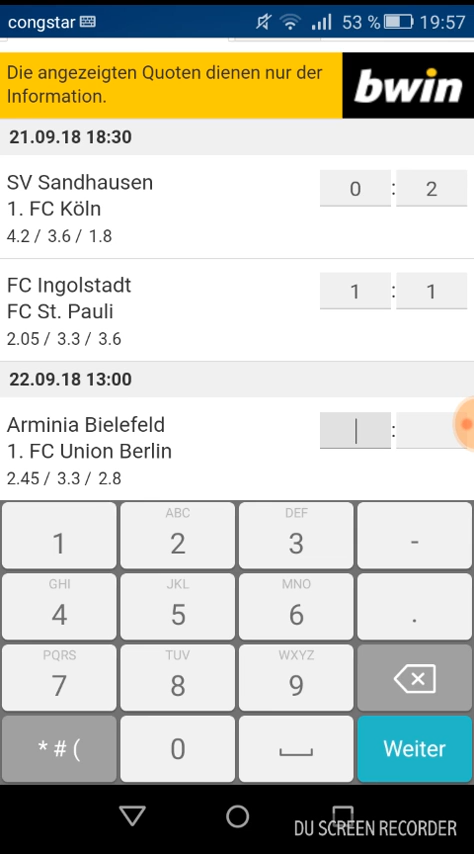 congstar 53 % 19:57
Die angezeigten Quoten dienen nur der
Information.
bwin
21.09.18 18:30
SV Sandhausen
1. FC Köln
0 : 2
4.2 / 3.6 / 1.8
FC Ingolstadt
FC St. Pauli
1 : 1
2.05 / 3.3 / 3.6
22.09.18 13:00
Arminia Bielefeld
1. FC Union Berlin
:
2.45 / 3.3 / 2.8
ABC DEF
1 2 3 -
GHI JKL MNO
4 5 6 .
PQRS TUV WXYZ
7 8 9
* # ( 0 Weiter
DU SCREEN RECORDER